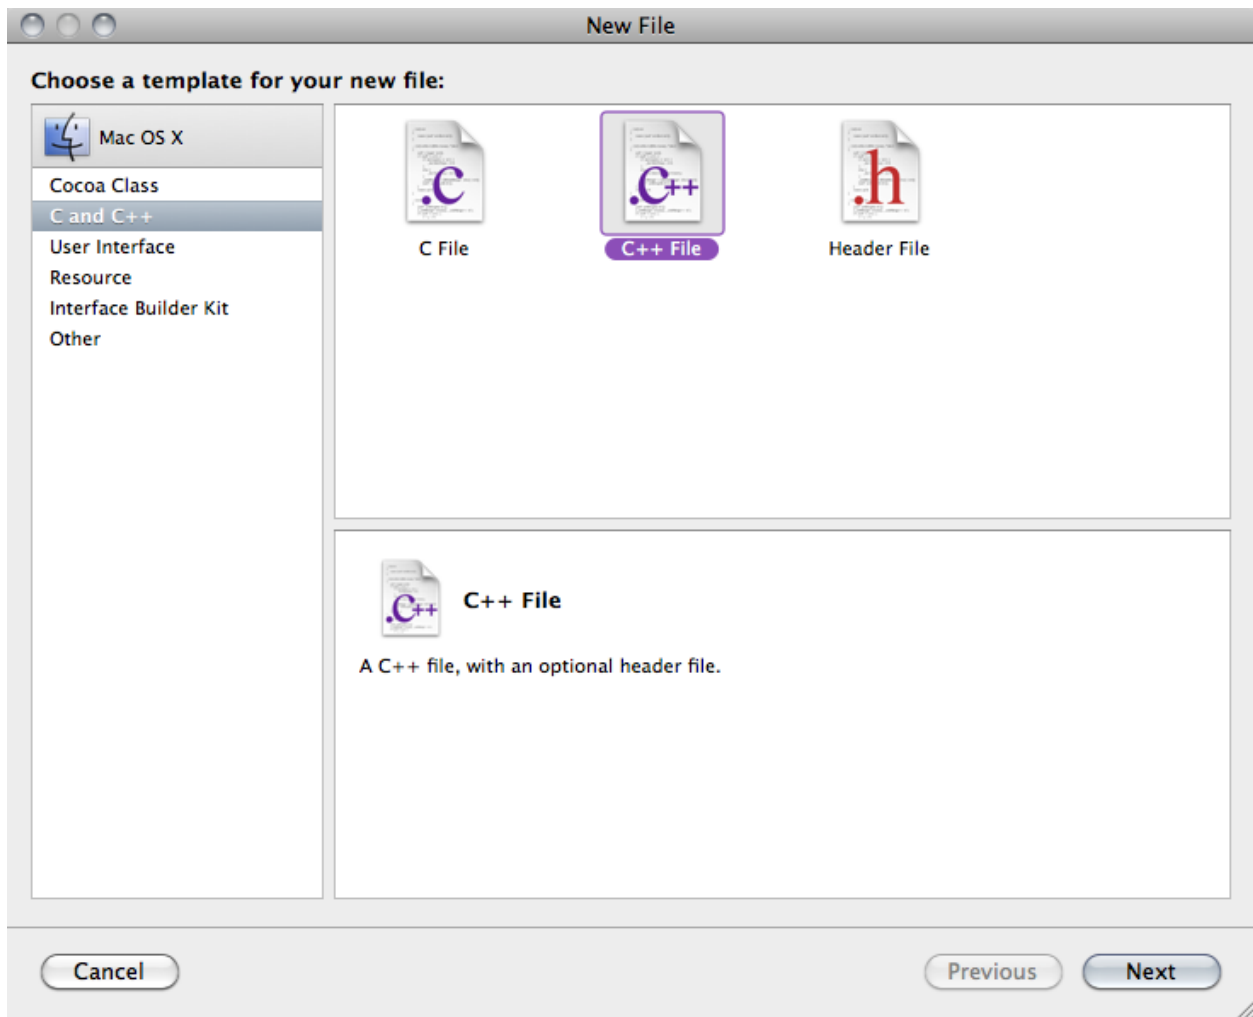 New File
Choose a template for your new file:
Mac OS X
Cocoa Class
C and C++
User Interface
Resource
Interface Builder Kit
Other
.C
.C++
.h
C File
C++ File
Header File
.C++
C++ File
A C++ file, with an optional header file.
Cancel
Previous
Next